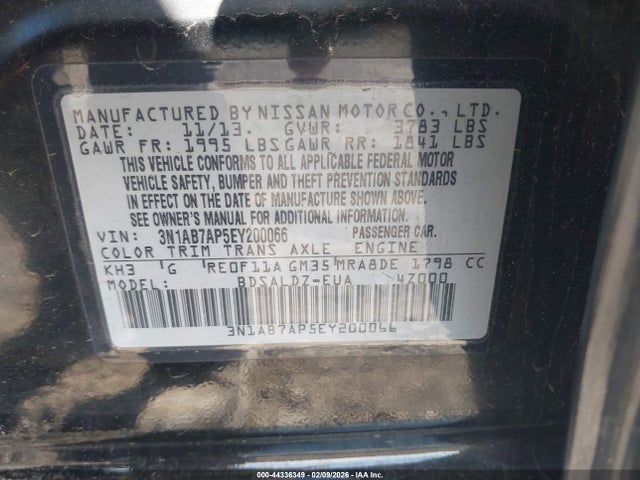 MANUFACTURED BY NISSAN MOTOR CO., LTD.
DATE: 11/13. GVWR: 3783 LBS
GAWR FR: 1995 LBS GAWR RR: 1841 LBS
THIS VEHICLE CONFORMS TO ALL APPLICABLE FEDERAL MOTOR
VEHICLE SAFETY, BUMPER AND THEFT PREVENTION STANDARDS
IN EFFECT ON THE DATE OF MANUFACTURE SHOWN ABOVE.
SEE OWNER'S MANUAL FOR ADDITIONAL INFORMATION.
VIN: 3N1AB7AP5EY200066 PASSENGER CAR.
COLOR TRIM TRANS AXLE ENGINE
KH3 G RE0F11A GM35 MRA8DE 1798 CC
MODEL: BDSALDZ-EUA 4Z000
3N1AB7AP5EY200066
000-44336349 - 02/09/2026 - IAA Inc.